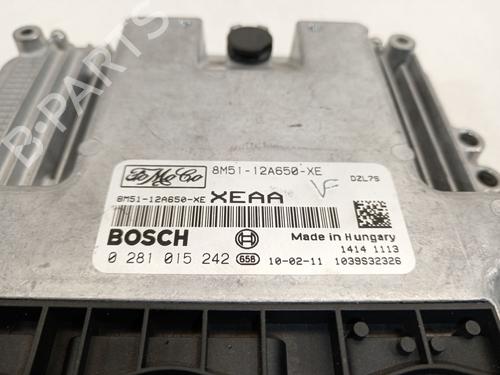 B-PARTS
FoMoCo
8M51-12A650-XE
DZL7S
8M51-12A650-XE XEAA
VF
BOSCH
Made in Hungary
1414 1113
0 281 015 242 658 10-02-11 1039S32326